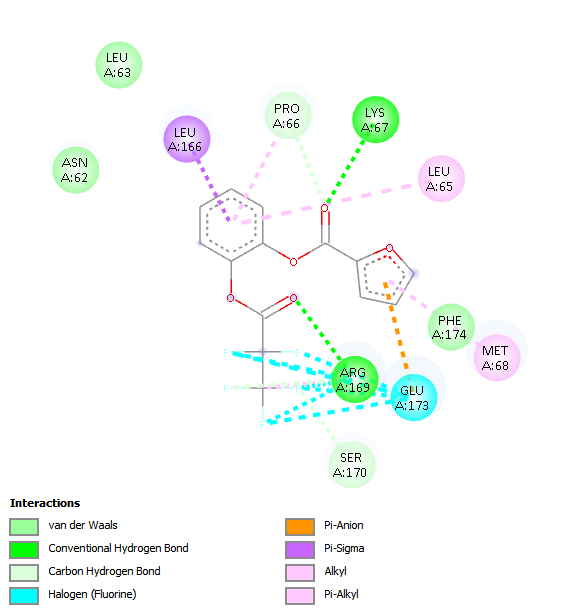 LEU
A:63
PRO
A:66
LYS
A:67
LEU
A:166
ASN
A:62
LEU
A:65
O
O
O
O
O
PHE
A:174
MET
A:68
F
F
ARG
A:169
GLU
A:173
F
F
F
SER
A:170
Interactions
van der Waals
Conventional Hydrogen Bond
Carbon Hydrogen Bond
Halogen (Fluorine)
Pi-Anion
Pi-Sigma
Alkyl
Pi-Alkyl